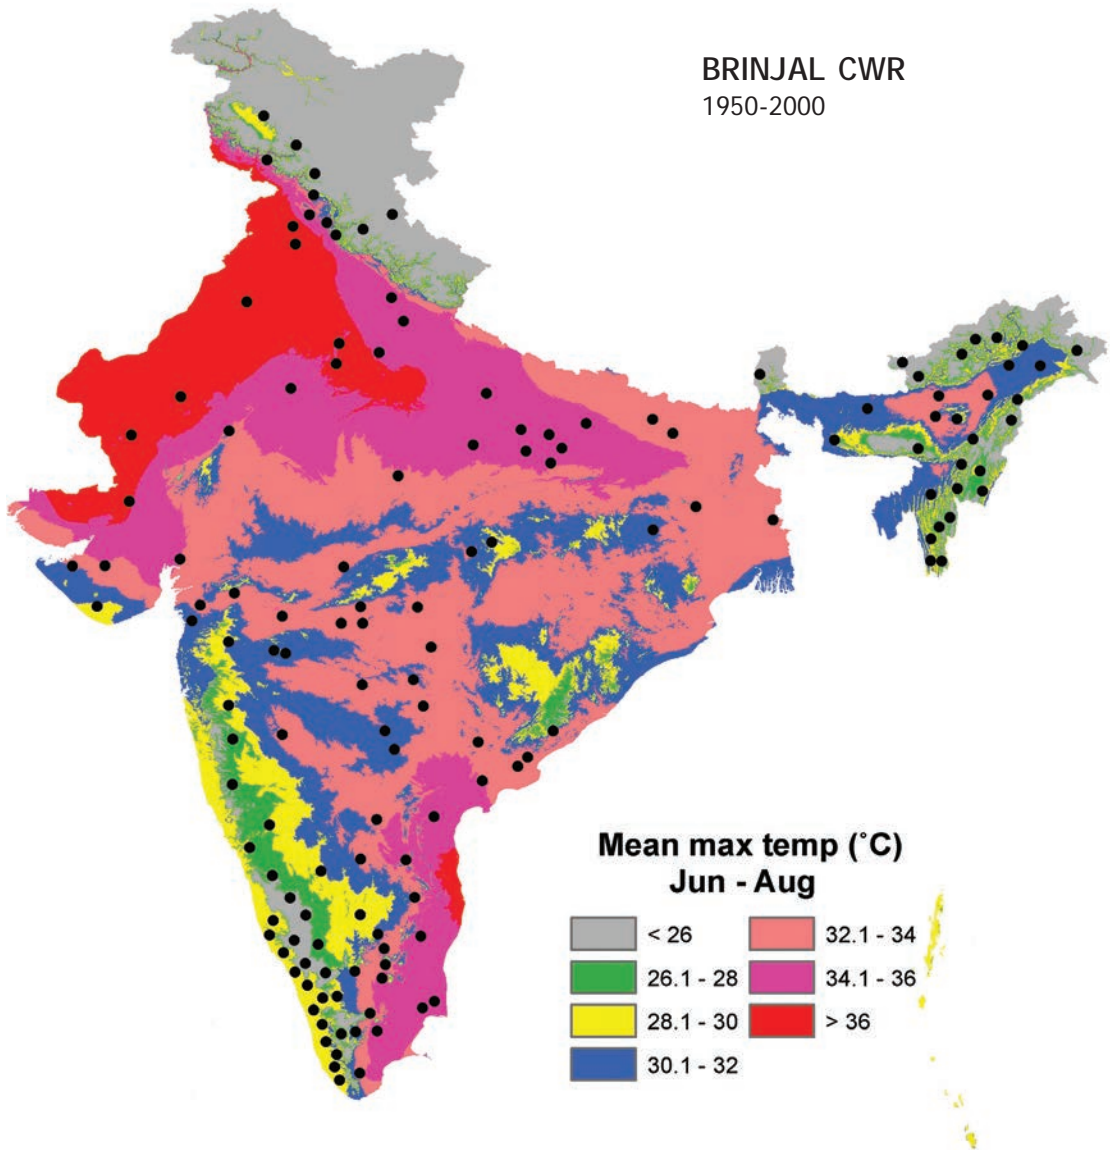 BRINJAL CWR
1950-2000
Mean max temp (˚C)
Jun - Aug
< 26
26.1 - 28
28.1 - 30
30.1 - 32
32.1 - 34
34.1 - 36
> 36